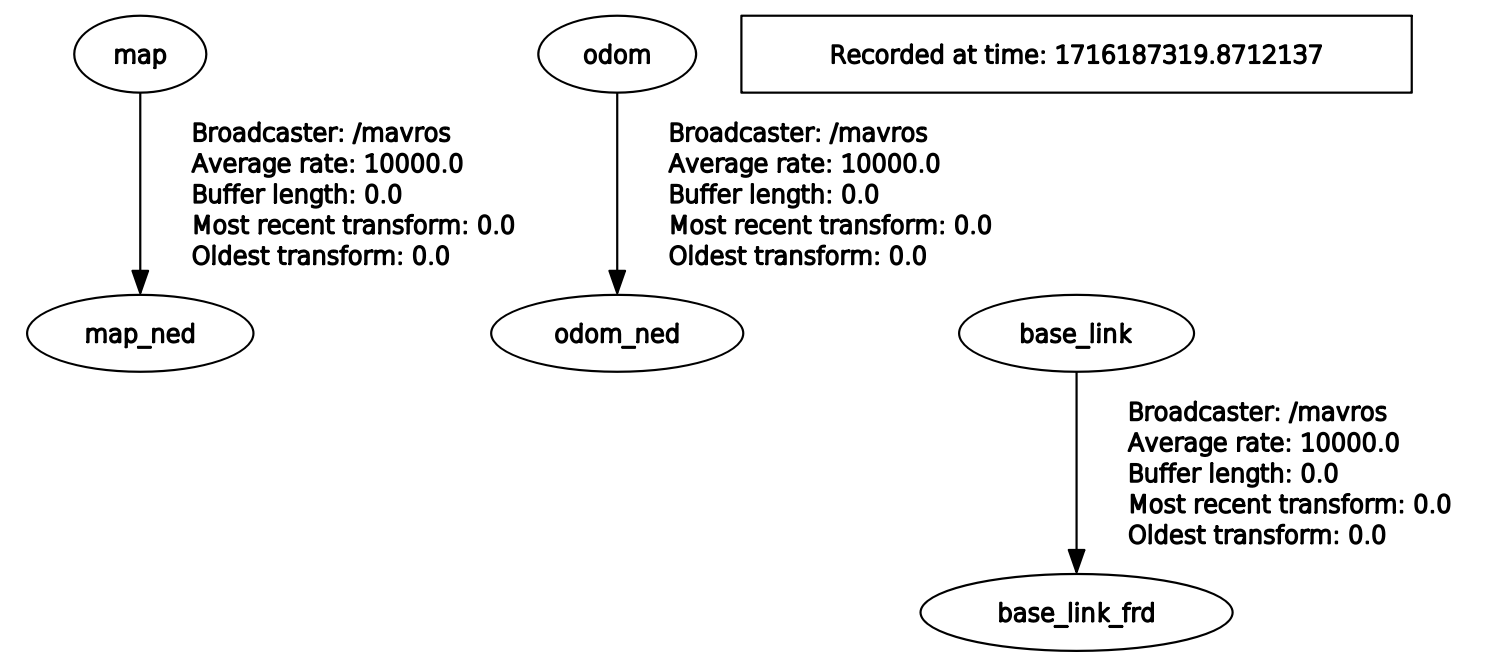 map
odom
Recorded at time: 1716187319.8712137
Broadcaster: /mavros
Average rate: 10000.0
Buffer length: 0.0
Most recent transform: 0.0
Oldest transform: 0.0
Broadcaster: /mavros
Average rate: 10000.0
Buffer length: 0.0
Most recent transform: 0.0
Oldest transform: 0.0
map_ned
odom_ned
base_link
Broadcaster: /mavros
Average rate: 10000.0
Buffer length: 0.0
Most recent transform: 0.0
Oldest transform: 0.0
base_link_frd